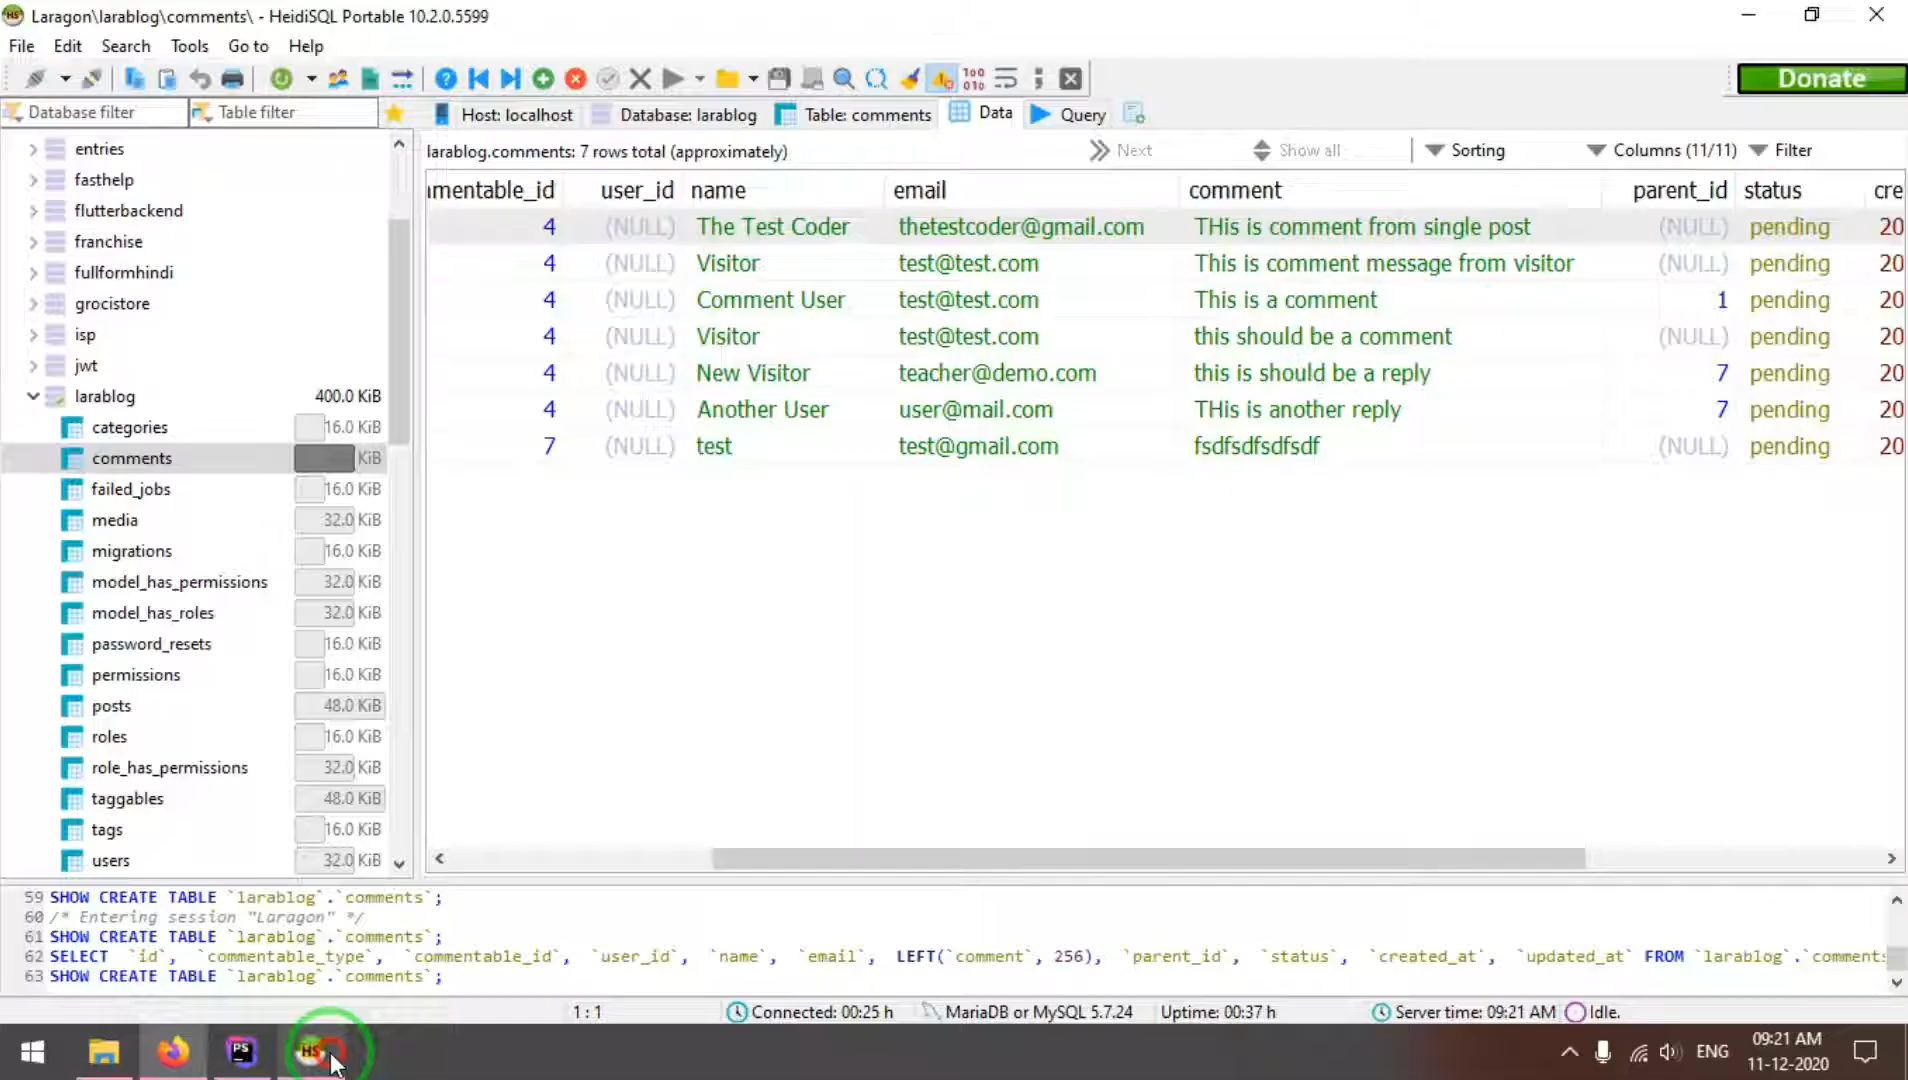 Laragon\larablog\comments\ - HeidiSQL Portable 10.2.0.5599
File Edit Search Tools Go to Help
Donate
Database filter Table filter Host: localhost Database: larablog Table: comments Data Query
larablog.comments: 7 rows total (approximately) Next Show all Sorting Columns (11/11) Filter
mentable_id user_id name email comment parent_id status cre
4 (NULL) The Test Coder thetestcoder@gmail.com THis is comment from single post (NULL) pending 20
4 (NULL) Visitor test@test.com This is comment message from visitor (NULL) pending 20
4 (NULL) Comment User test@test.com This is a comment 1 pending 20
4 (NULL) Visitor test@test.com this should be a comment (NULL) pending 20
4 (NULL) New Visitor teacher@demo.com this is should be a reply 7 pending 20
4 (NULL) Another User user@mail.com THis is another reply 7 pending 20
7 (NULL) test test@gmail.com fsdfsdfsdfsdf (NULL) pending 20
entries
fasthelp
flutterbackend
franchise
fullformhindi
grocistore
isp
jwt
larablog 400.0 KiB
categories 16.0 KiB
comments KiB
failed_jobs 16.0 KiB
media 32.0 KiB
migrations 16.0 KiB
model_has_permissions 32.0 KiB
model_has_roles 32.0 KiB
password_resets 16.0 KiB
permissions 16.0 KiB
posts 48.0 KiB
roles 16.0 KiB
role_has_permissions 32.0 KiB
taggables 48.0 KiB
tags 16.0 KiB
users 32.0 KiB
59 SHOW CREATE TABLE `larablog`.`comments`;
60 /* Entering session "Laragon" */
61 SHOW CREATE TABLE `larablog`.`comments`;
62 SELECT `id`, `commentable_type`, `commentable_id`, `user_id`, `name`, `email`, LEFT(`comment`, 256), `parent_id`, `status`, `created_at`, `updated_at` FROM `larablog`.`comments
63 SHOW CREATE TABLE `larablog`.`comments`;
1 : 1 Connected: 00:25 h MariaDB or MySQL 5.7.24 Uptime: 00:37 h Server time: 09:21 AM Idle.
PS HS ENG 09:21 AM
11-12-2020